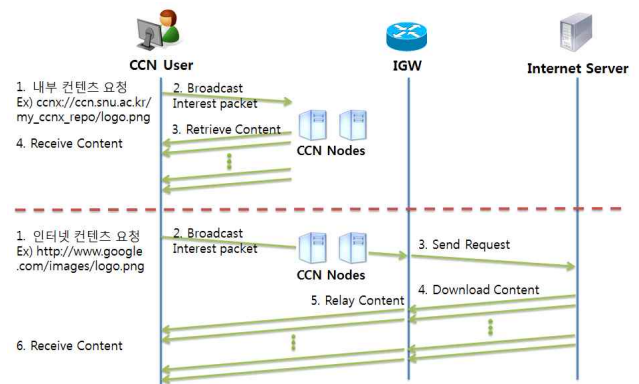 CCN User
IGW
Internet Server
1. 내부 컨텐츠 요청
Ex) ccnx://ccn.snu.ac.kr/
my_ccnx_repo/logo.png
2. Broadcast
Interest packet
3. Retrieve Content
4. Receive Content
CCN Nodes
1. 인터넷 컨텐츠 요청
Ex) http://www.google
.com/images/logo.png
2. Broadcast
Interest packet
CCN Nodes
3. Send Request
4. Download Content
5. Relay Content
6. Receive Content